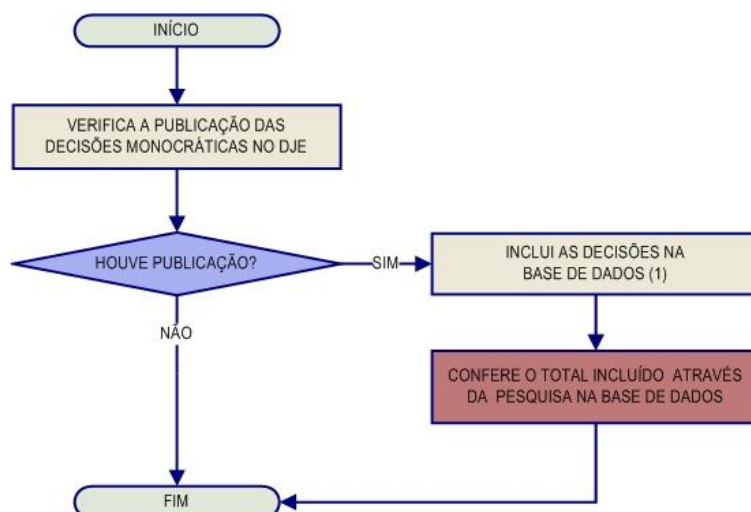 INÍCIO
VERIFICA A PUBLICAÇÃO DAS
DECISÕES MONOCRÁTICAS NO DJE
HOUVE PUBLICAÇÃO?
SIM
INCLUI AS DECISÕES NA
BASE DE DADOS (1)
NÃO
CONFERE O TOTAL INCLUÍDO ATRAVÉS
DA PESQUISA NA BASE DE DADOS
FIM